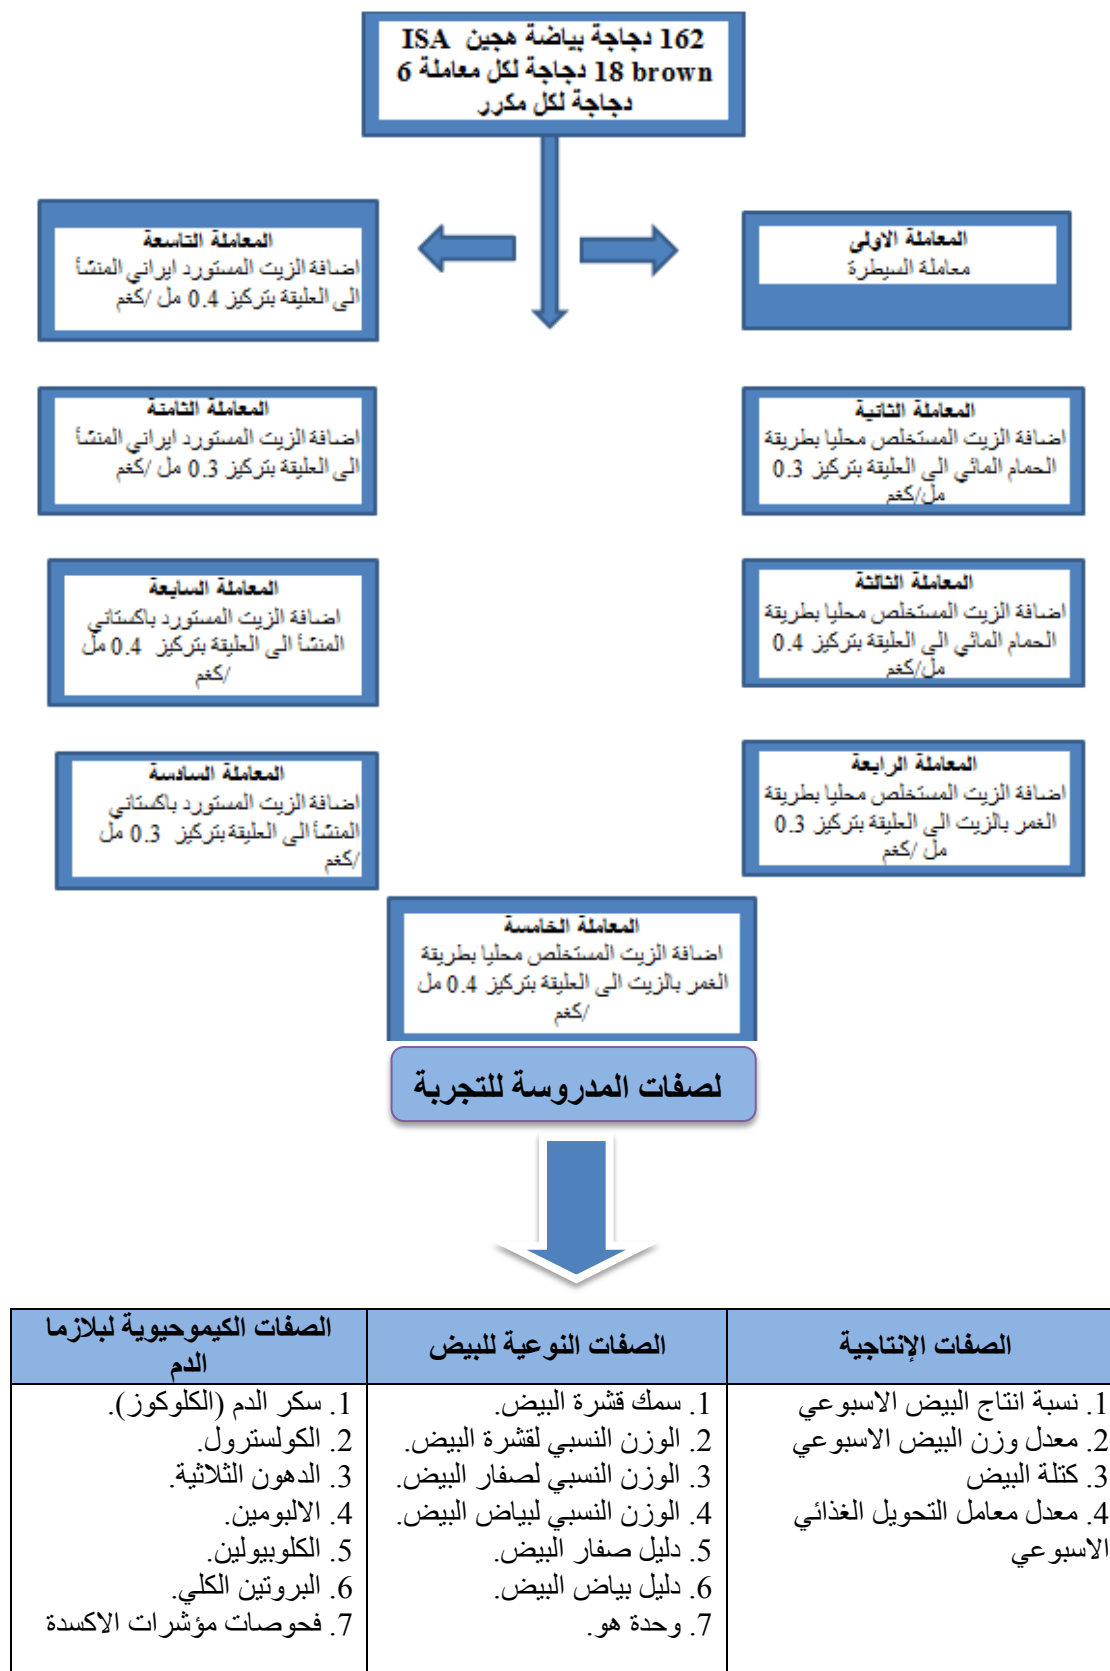 162 دجاجة بياضة هجين ISA
brown 18 دجاجة لكل معاملة 6
دجاجة لكل مكرر
المعاملة الاولى
معاملة السيطرة
المعاملة التاسعة
اضافة الزيت المستورد ايراني المنشأ
الى العليقة بتركيز 0.4 مل /كغم
المعاملة الثانية
اضافة الزيت المستخلص محليا بطريقة
الحمام المائي الى العليقة بتركيز 0.3
مل/كغم
المعاملة الثامنة
اضافة الزيت المستورد ايراني المنشأ
الى العليقة بتركيز 0.3 مل /كغم
المعاملة الثالثة
اضافة الزيت المستخلص محليا بطريقة
الحمام المائي الى العليقة بتركيز 0.4
مل/كغم
المعاملة السابعة
اضافة الزيت المستورد باكستاني
المنشأ الى العليقة بتركيز 0.4 مل
/كغم
المعاملة الرابعة
اضافة الزيت المستخلص محليا بطريقة
الغمر بالزيت الى العليقة بتركيز 0.3
مل /كغم
المعاملة السادسة
اضافة الزيت المستورد باكستاني
المنشأ الى العليقة بتركيز 0.3 مل
/كغم
المعاملة الخامسة
اضافة الزيت المستخلص محليا بطريقة
الغمر بالزيت الى العليقة بتركيز 0.4 مل
/كغم
لصفات المدروسة للتجربة
الصفات الإنتاجية
1. نسبة انتاج البيض الاسبوعي
2. معدل وزن البيض الاسبوعي
3. كتلة البيض
4. معدل معامل التحويل الغذائي
الاسبوعي
الصفات النوعية للبيض
1. سمك قشرة البيض.
2. الوزن النسبي لقشرة البيض.
3. الوزن النسبي لصفار البيض.
4. الوزن النسبي لبياض البيض.
5. دليل صفار البيض.
6. دليل بياض البيض.
7. وحدة هو.
الصفات الكيموحيوية لبلازما
الدم
1. سكر الدم (الكلوكوز).
2. الكولسترول.
3. الدهون الثلاثية.
4. الالبومين.
5. الكلوبيولين.
6. البروتين الكلي.
7. فحوصات مؤشرات الاكسدة